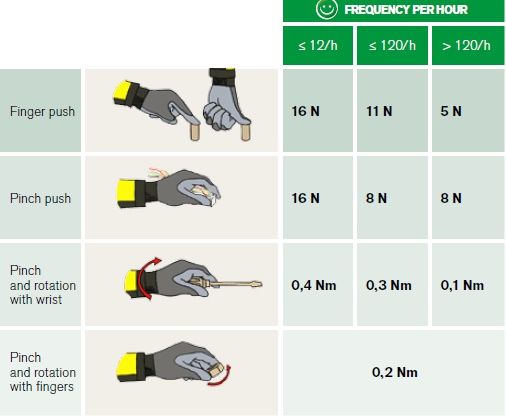 FREQUENCY PER HOUR
≤ 12/h ≤ 120/h > 120/h
Finger push 16 N 11 N 5 N
Pinch push 16 N 8 N 8 N
Pinch
and rotation
with wrist
0,4 Nm 0,3 Nm 0,1 Nm
Pinch
and rotation
with fingers
0,2 Nm